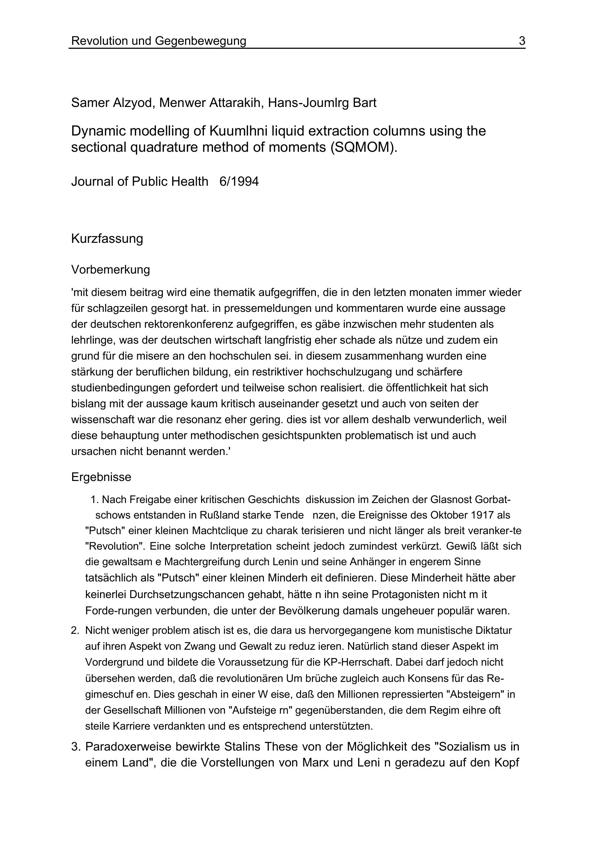 Revolution und Gegenbewegung 3
Samer Alzyod, Menwer Attarakih, Hans-Joumlrg Bart
Dynamic modelling of Kuumlhni liquid extraction columns using the
sectional quadrature method of moments (SQMOM).
Journal of Public Health 6/1994
Kurzfassung
Vorbemerkung
'mit diesem beitrag wird eine thematik aufgegriffen, die in den letzten monaten immer wieder
für schlagzeilen gesorgt hat. in pressemeldungen und kommentaren wurde eine aussage
der deutschen rektorenkonferenz aufgegriffen, es gäbe inzwischen mehr studenten als
lehrlinge, was der deutschen wirtschaft langfristig eher schade als nütze und zudem ein
grund für die misere an den hochschulen sei. in diesem zusammenhang wurden eine
stärkung der beruflichen bildung, ein restriktiver hochschulzugang und schärfere
studienbedingungen gefordert und teilweise schon realisiert. die öffentlichkeit hat sich
bislang mit der aussage kaum kritisch auseinander gesetzt und auch von seiten der
wissenschaft war die resonanz eher gering. dies ist vor allem deshalb verwunderlich, weil
diese behauptung unter methodischen gesichtspunkten problematisch ist und auch
ursachen nicht benannt werden.'
Ergebnisse
1. Nach Freigabe einer kritischen Geschichts diskussion im Zeichen der Glasnost Gorbat-
schows entstanden in Rußland starke Tende nzen, die Ereignisse des Oktober 1917 als
"Putsch" einer kleinen Machtclique zu charak terisieren und nicht länger als breit veranker-te
"Revolution". Eine solche Interpretation scheint jedoch zumindest verkürzt. Gewiß läßt sich
die gewaltsam e Machtergreifung durch Lenin und seine Anhänger in engerem Sinne
tatsächlich als "Putsch" einer kleinen Minderh eit definieren. Diese Minderheit hätte aber
keinerlei Durchsetzungschancen gehabt, hätte n ihn seine Protagonisten nicht m it
Forde-rungen verbunden, die unter der Bevölkerung damals ungeheuer populär waren.
2. Nicht weniger problem atisch ist es, die dara us hervorgegangene kom munistische Diktatur
auf ihren Aspekt von Zwang und Gewalt zu reduz ieren. Natürlich stand dieser Aspekt im
Vordergrund und bildete die Voraussetzung für die KP-Herrschaft. Dabei darf jedoch nicht
übersehen werden, daß die revolutionären Um brüche zugleich auch Konsens für das Re-
gimeschuf en. Dies geschah in einer W eise, daß den Millionen repressierten "Absteigern" in
der Gesellschaft Millionen von "Aufsteige rn" gegenüberstanden, die dem Regim eihre oft
steile Karriere verdankten und es entsprechend unterstützten.
3. Paradoxerweise bewirkte Stalins These von der Möglichkeit des "Sozialism us in
einem Land", die die Vorstellungen von Marx und Leni n geradezu auf den Kopf